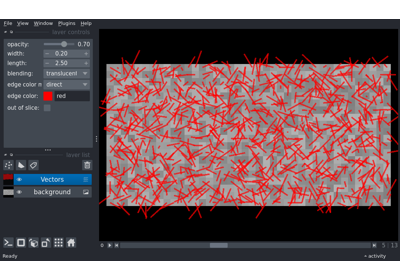 File View Window Plugins Help
layer controls
opacity: 0.70
width: 0.20
length: 2.50
blending: translucent
edge color m direct
edge color: red
out of slice:
layer list
Vectors
background
0 5 13
Ready activity